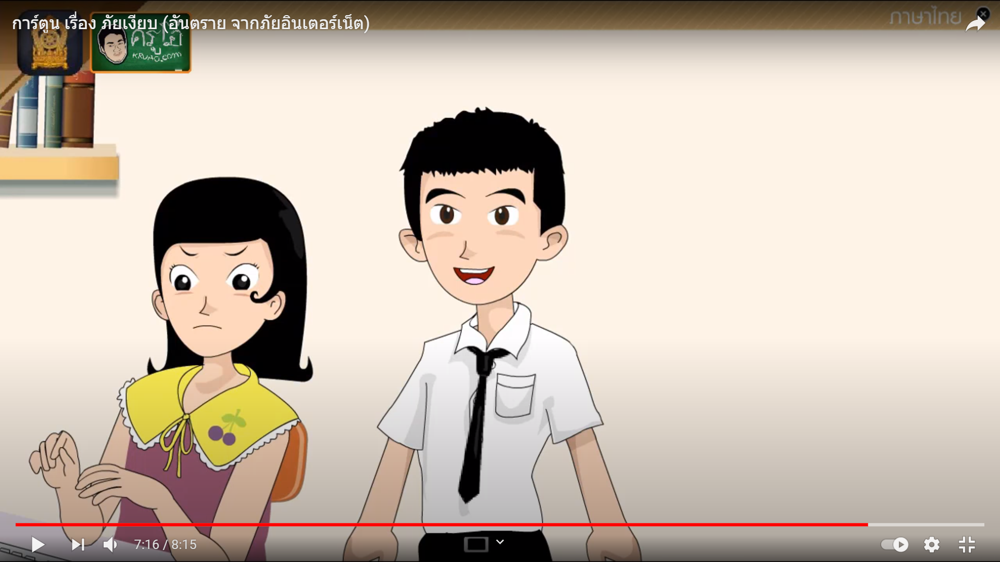 การ์ตูน เรื่อง ภัยเงียบ (อันตราย จากภัยอินเตอร์เน็ต)
ภาษาไทย
ครูโอ
KRUAO.com
7:16 / 8:15